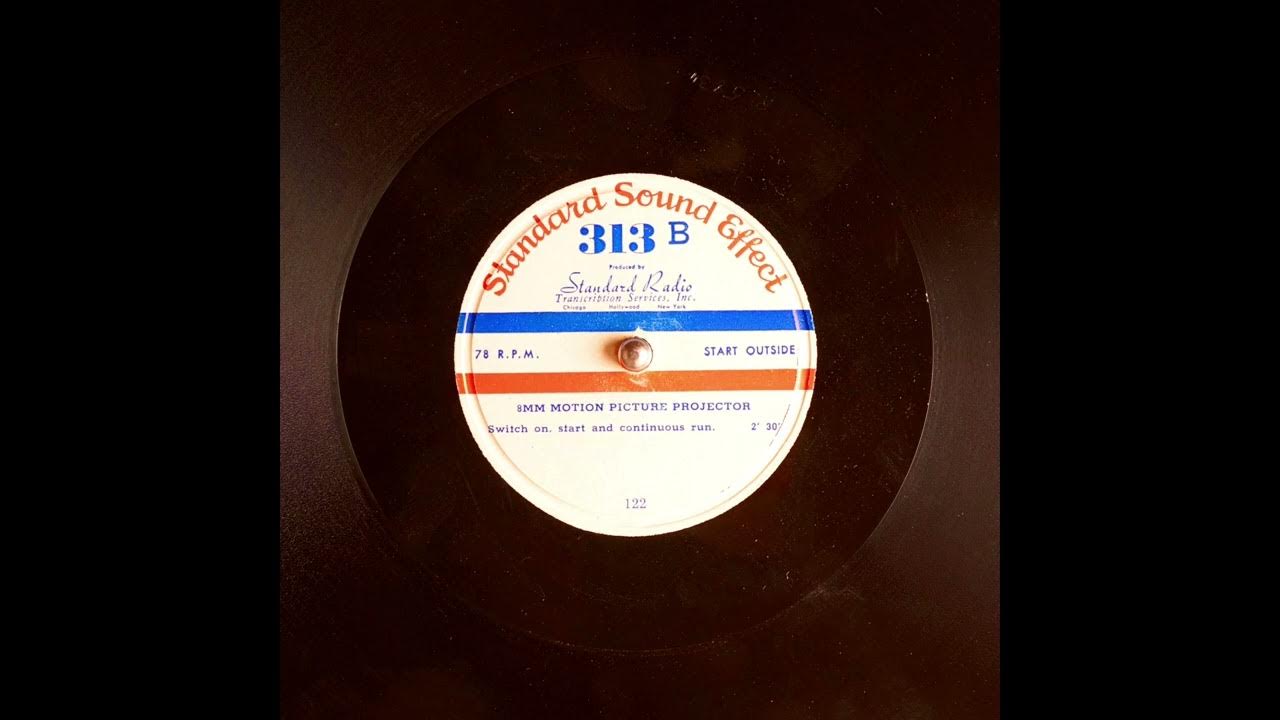 Standard Sound Effect
313 B
Produced by
Standard Radio
Transcription Services, Inc.
Chicago Hollywood New York
78 R.P.M. START OUTSIDE
8MM MOTION PICTURE PROJECTOR
Switch on, start and continuous run. 2' 30"
122